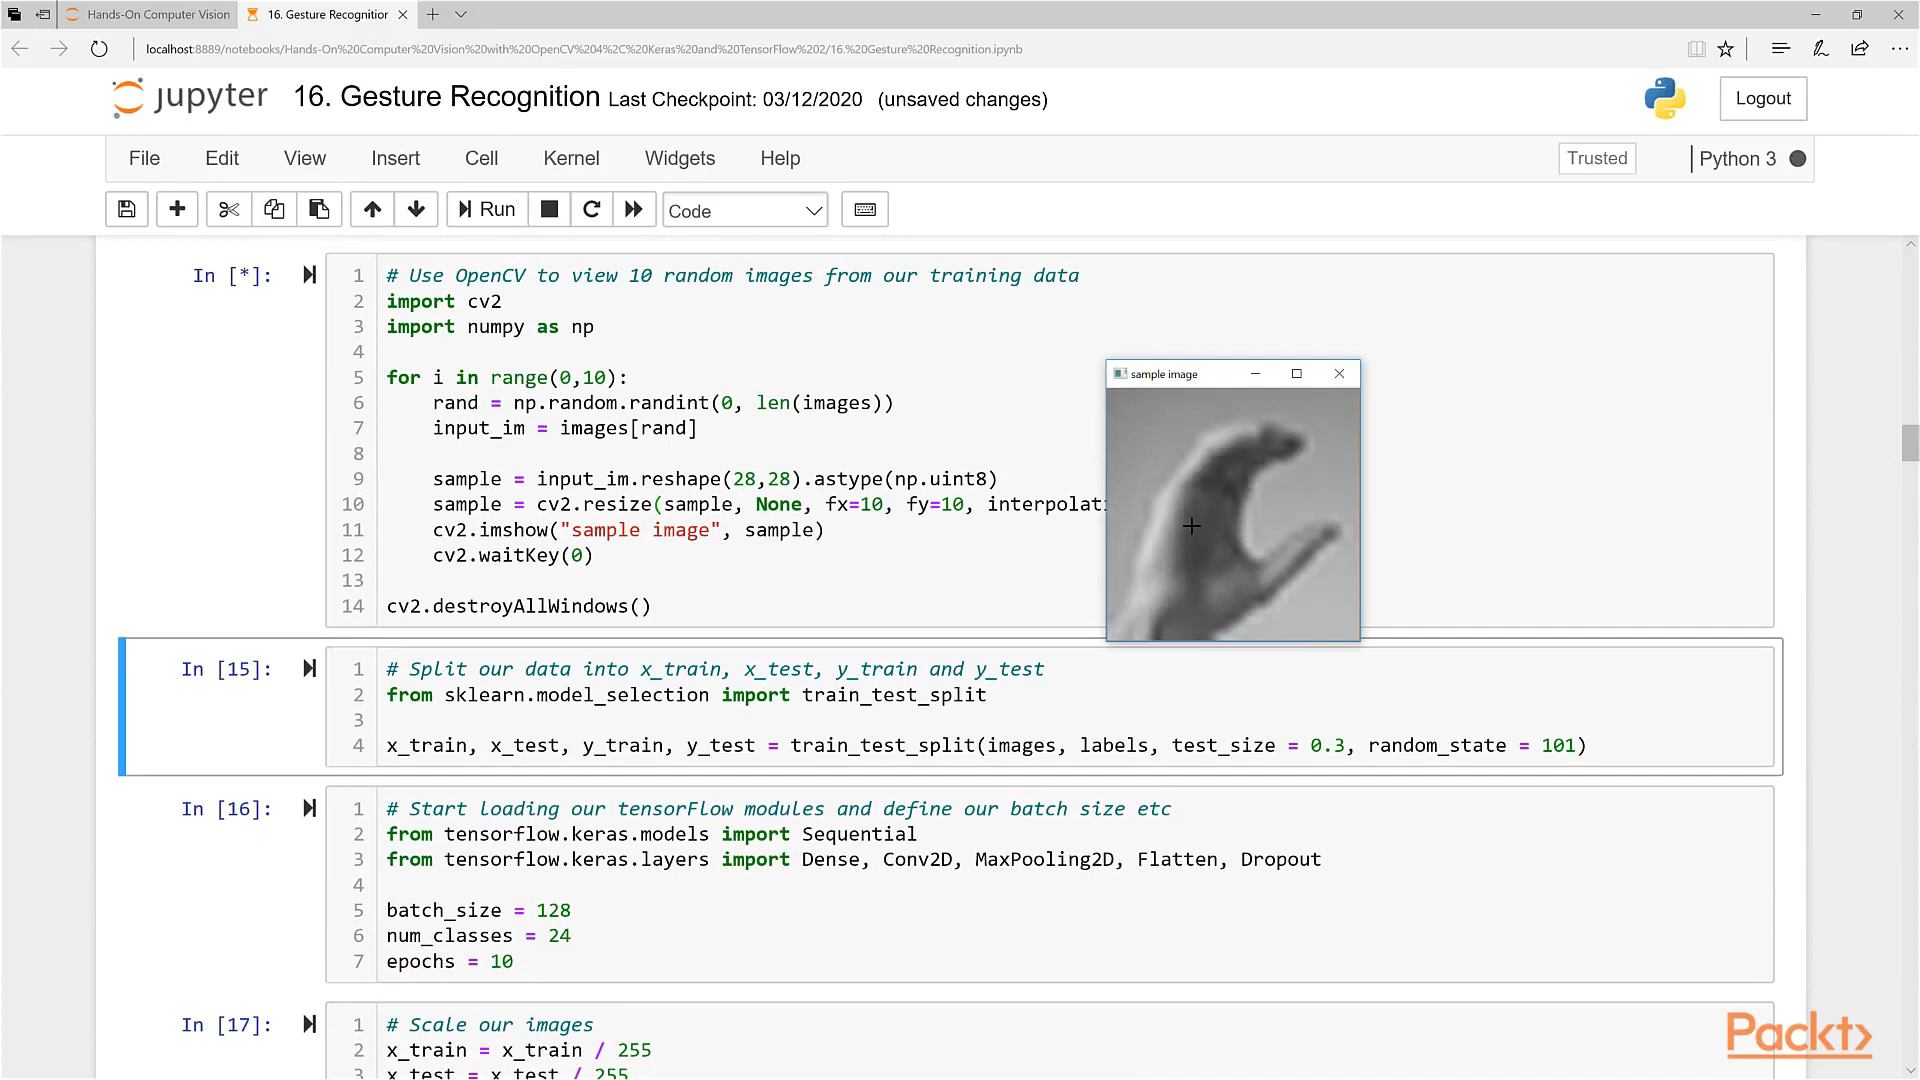 Hands-On Computer Vision
16. Gesture Recognitior
localhost:8889/notebooks/Hands-On%20Computer%20Vision%20with%20OpenCV%204%2C%20Keras%20and%20TensorFlow%202/16.%20Gesture%20Recognition.ipynb
jupyter 16. Gesture Recognition Last Checkpoint: 03/12/2020 (unsaved changes)
Logout
File Edit View Insert Cell Kernel Widgets Help Trusted Python 3
Run Code
In [*]:
1 # Use OpenCV to view 10 random images from our training data
2 import cv2
3 import numpy as np
4
5 for i in range(0,10):
6 rand = np.random.randint(0, len(images))
7 input_im = images[rand]
8
9 sample = input_im.reshape(28,28).astype(np.uint8)
10 sample = cv2.resize(sample, None, fx=10, fy=10, interpolati
11 cv2.imshow("sample image", sample)
12 cv2.waitKey(0)
13
14 cv2.destroyAllWindows()
sample image
In [15]:
1 # Split our data into x_train, x_test, y_train and y_test
2 from sklearn.model_selection import train_test_split
3
4 x_train, x_test, y_train, y_test = train_test_split(images, labels, test_size = 0.3, random_state = 101)
In [16]:
1 # Start loading our tensorFlow modules and define our batch size etc
2 from tensorflow.keras.models import Sequential
3 from tensorflow.keras.layers import Dense, Conv2D, MaxPooling2D, Flatten, Dropout
4
5 batch_size = 128
6 num_classes = 24
7 epochs = 10
In [17]:
1 # Scale our images
2 x_train = x_train / 255
3 x_test = x_test / 255
Packt>